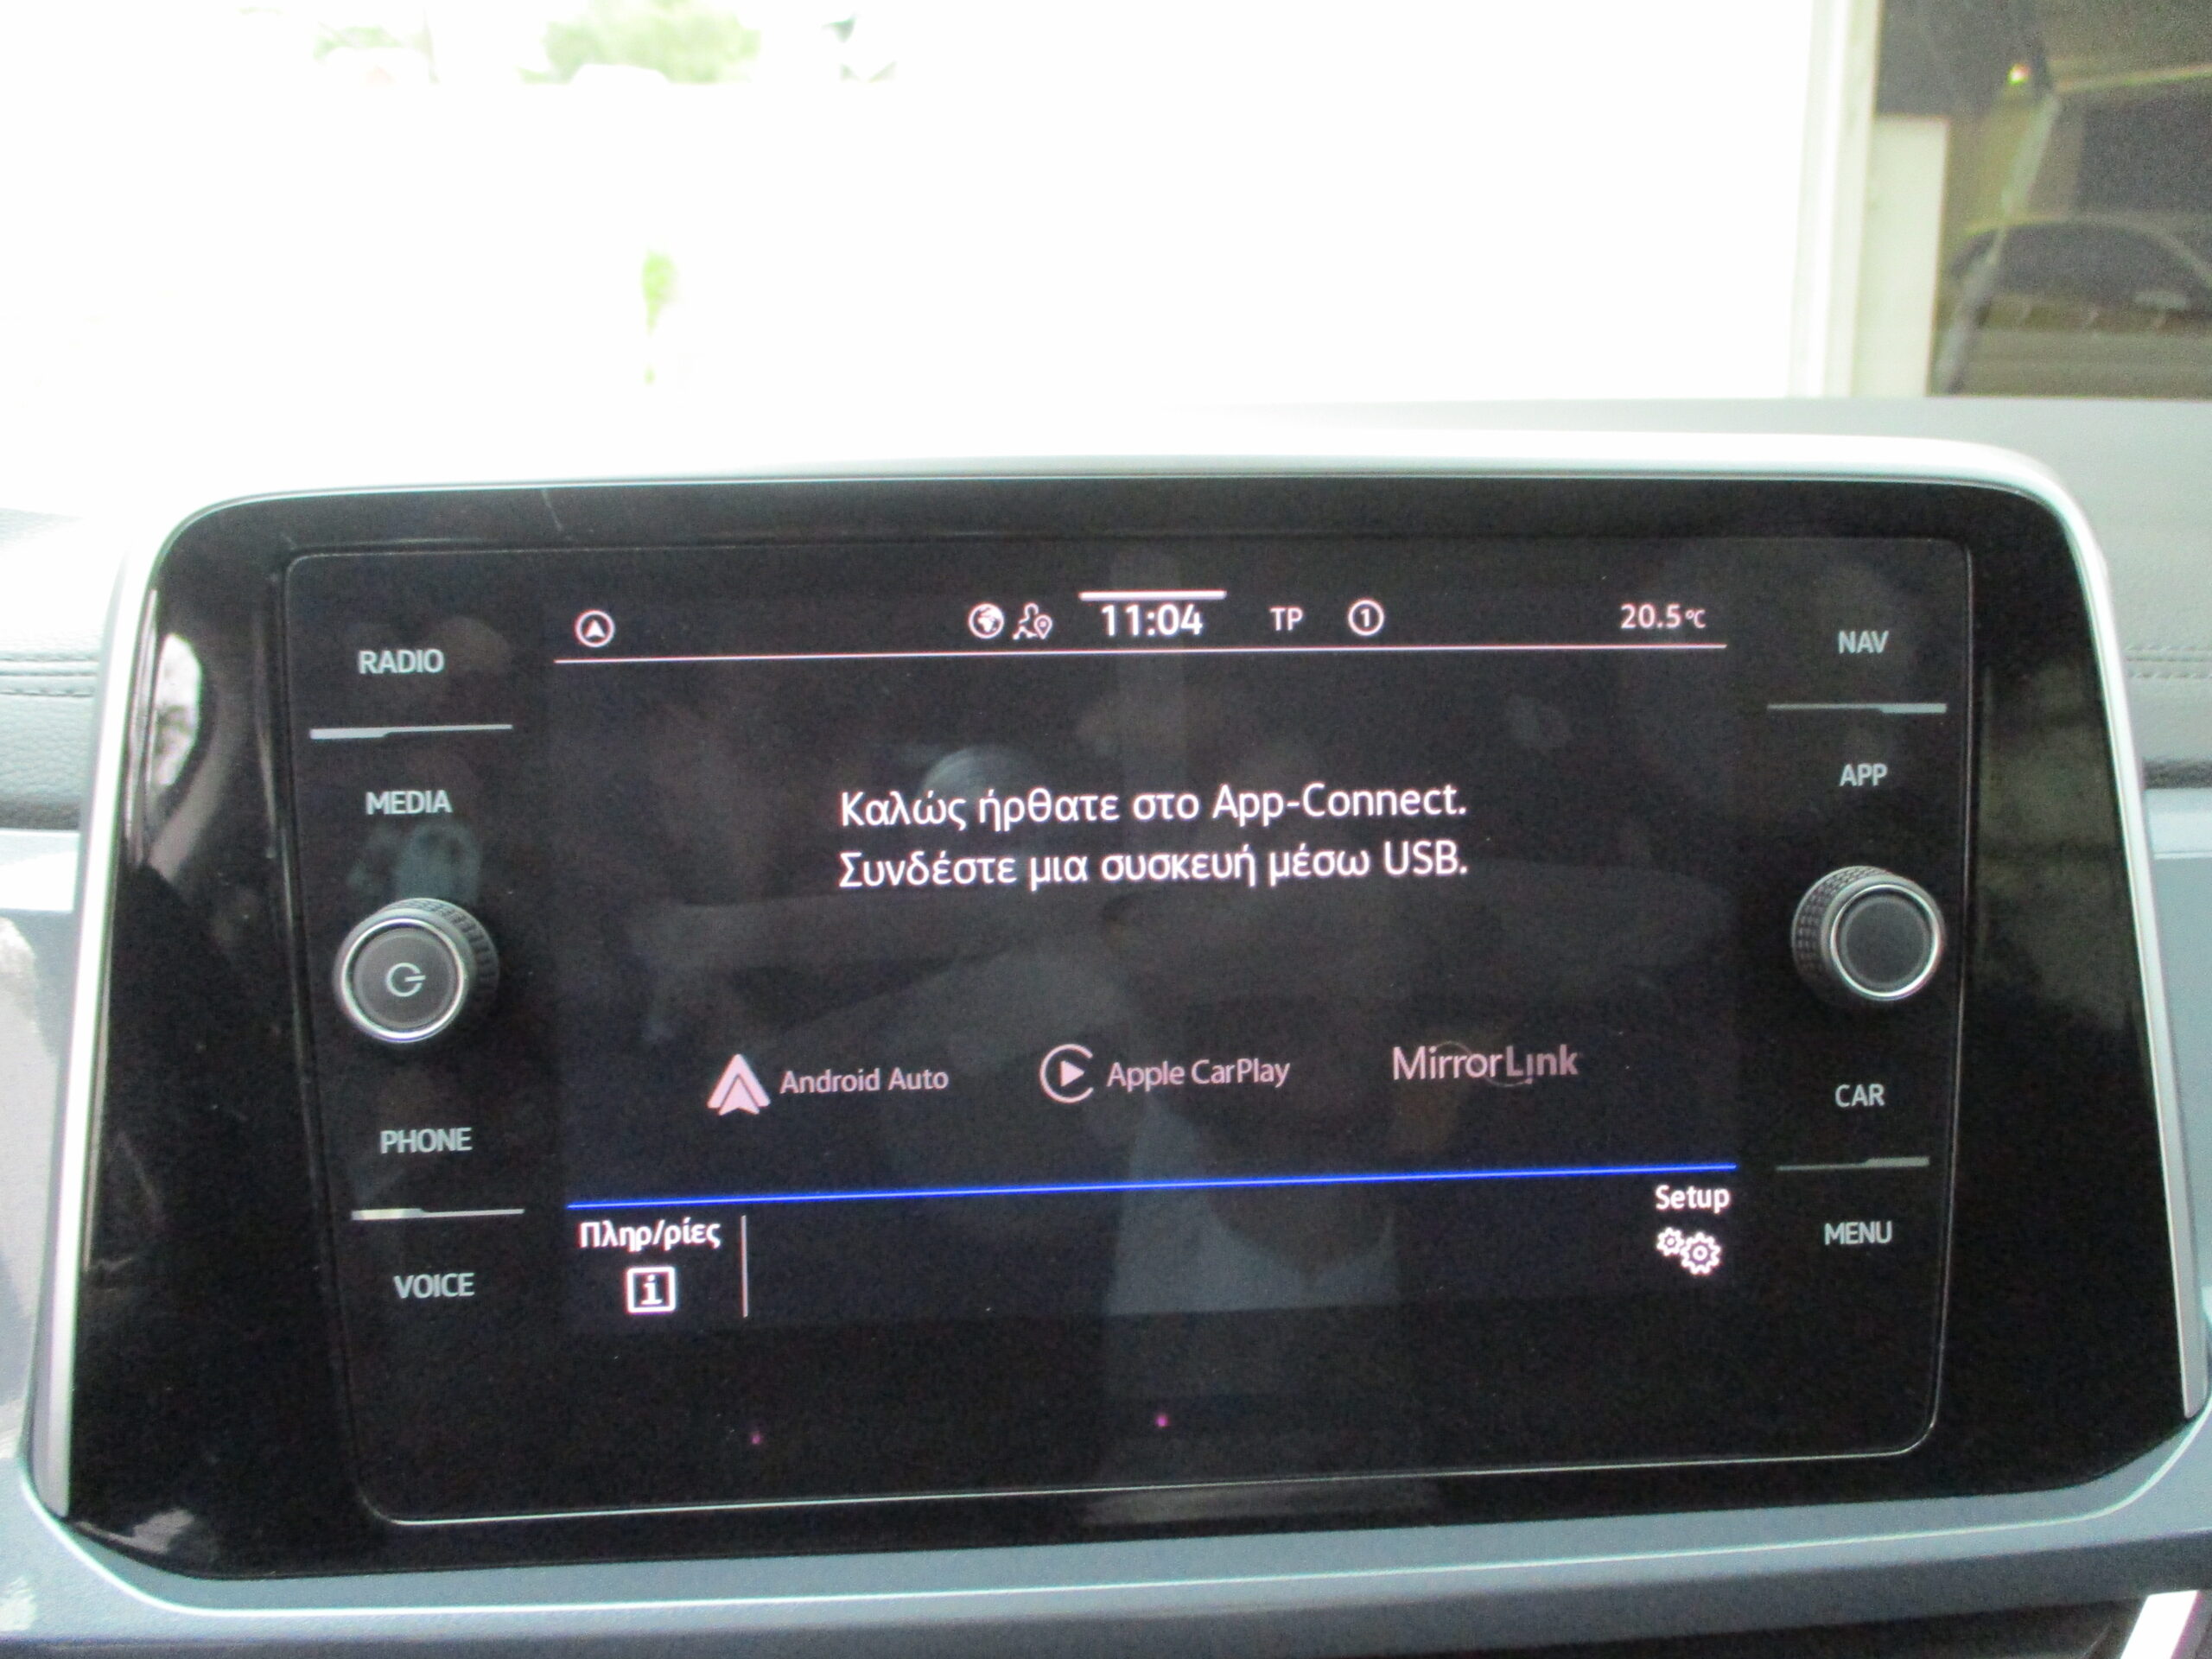 RADIO
MEDIA
PHONE
VOICE
11:04 TP 1 20.5°C
Καλώς ήρθατε στο App-Connect.
Συνδέστε μια συσκευή μέσω USB.
Android Auto Apple CarPlay MirrorLink
Πληρ/ρίες
i
Setup
NAV
APP
CAR
MENU